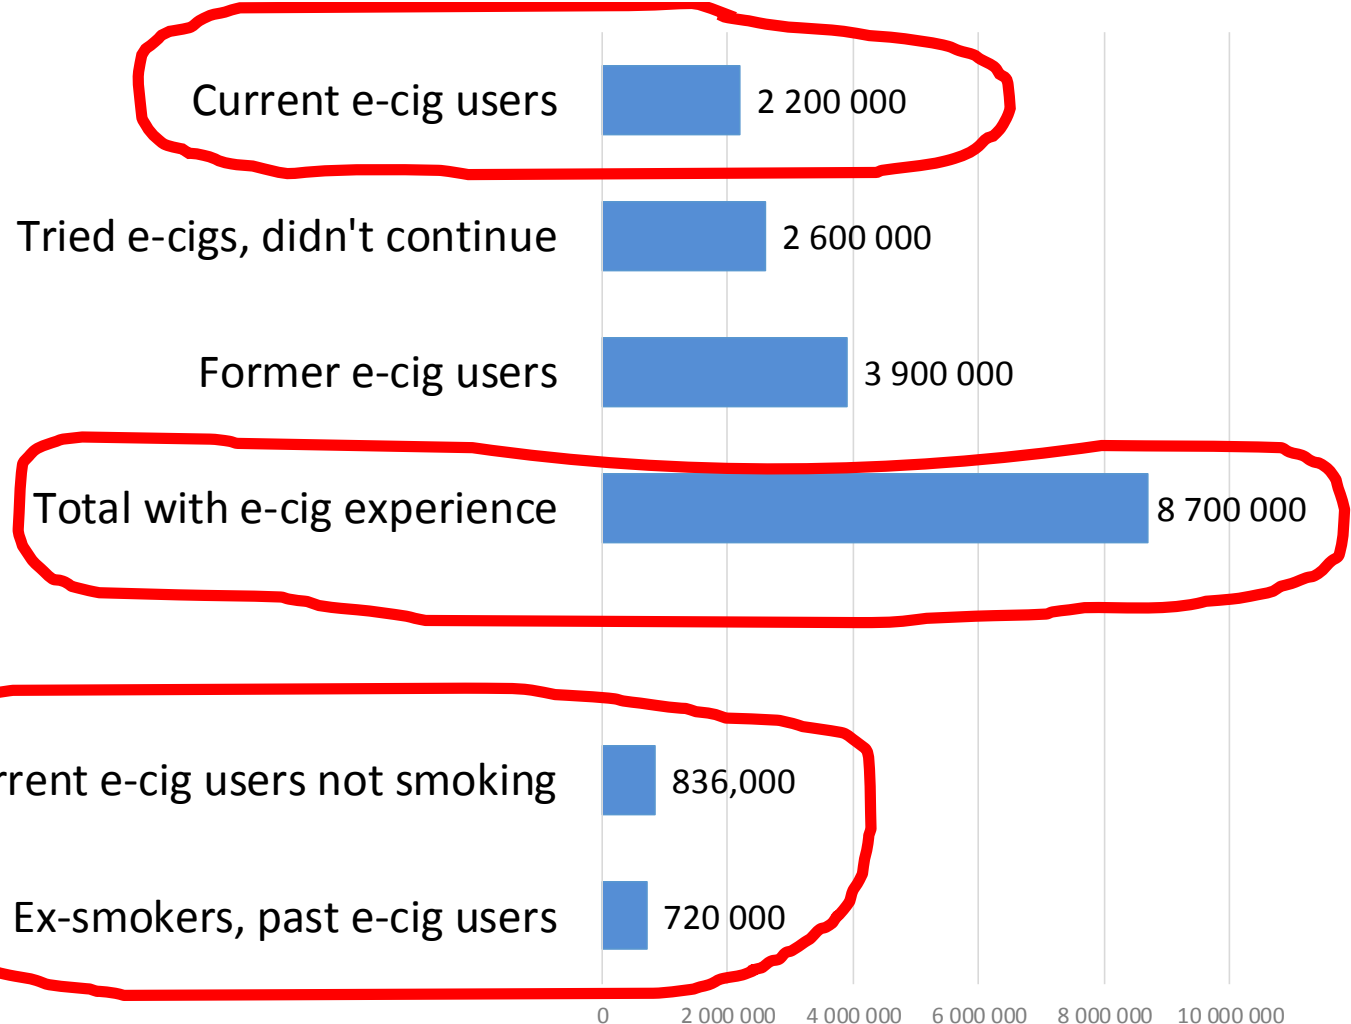 Current e-cig users 2 200 000
Tried e-cigs, didn't continue 2 600 000
Former e-cig users 3 900 000
Total with e-cig experience 8 700 000
rrent e-cig users not smoking 836,000
Ex-smokers, past e-cig users 720 000
0 2 000 000 4 000 000 6 000 000 8 000 000 10 000 000